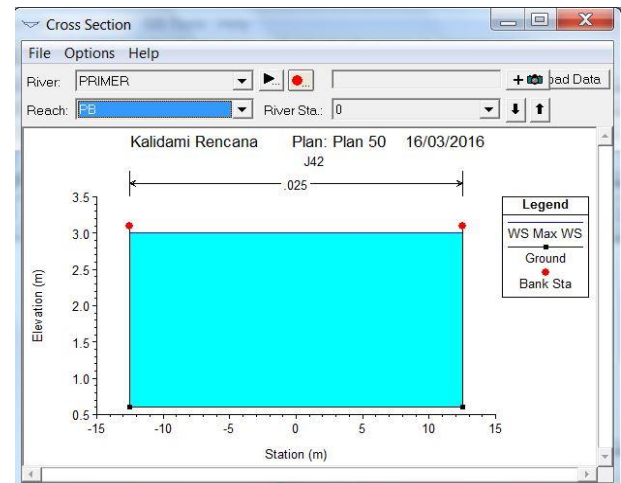 Cross Section
File Options Help
River: PRIMER
Reach: PB River Sta.: 0
Kalidami Rencana Plan: Plan 50 16/03/2016
J42
.025
3.5
3.0
2.5
2.0
1.5
1.0
0.5
Elevation (m)
-15 -10 -5 0 5 10 15
Station (m)
Legend
WS Max WS
Ground
Bank Sta